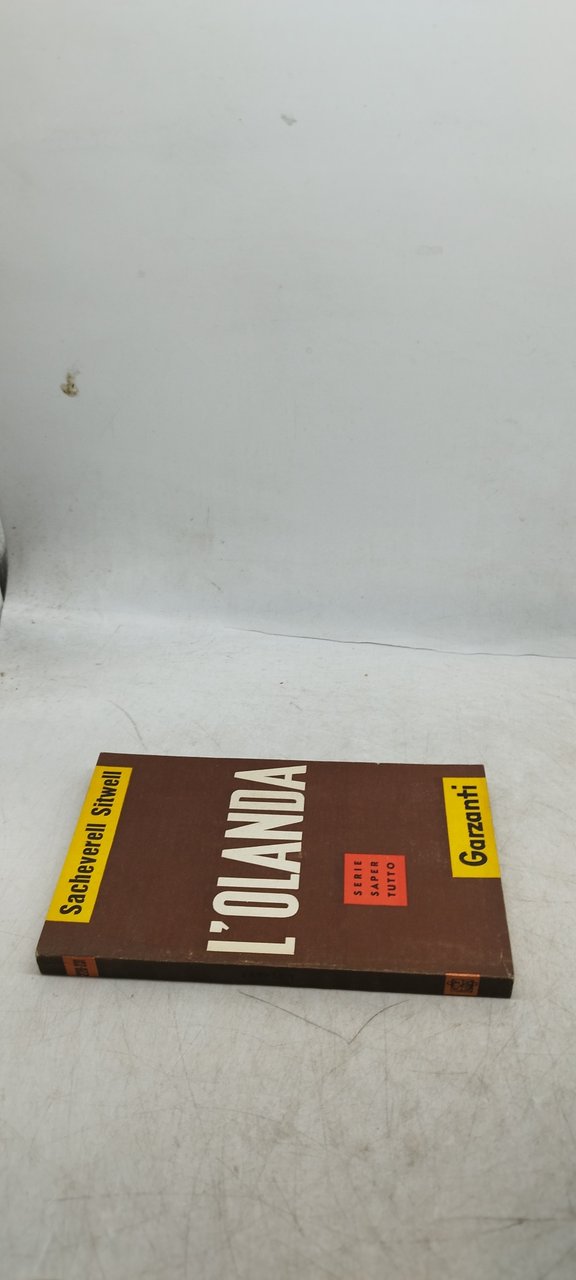 Sacheverell Sitwell
L'OLANDA
SERIE
SAPER
TUTTO
Garzanti